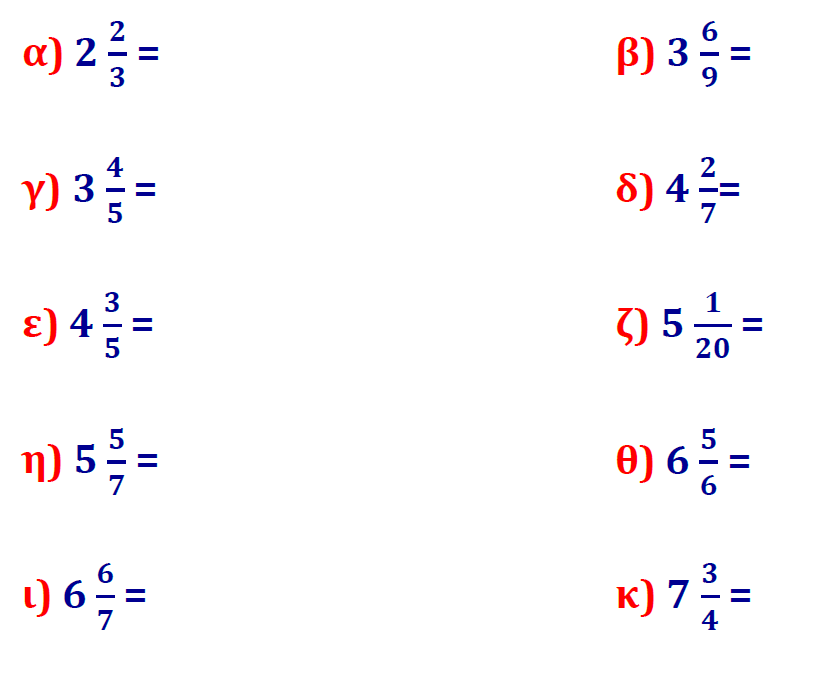 α) 2 2/3 = β) 3 6/9 =
γ) 3 4/5 = δ) 4 2/7=
ε) 4 3/5 = ζ) 5 1/20 =
η) 5 5/7 = θ) 6 5/6 =
ι) 6 6/7 = κ) 7 3/4 =